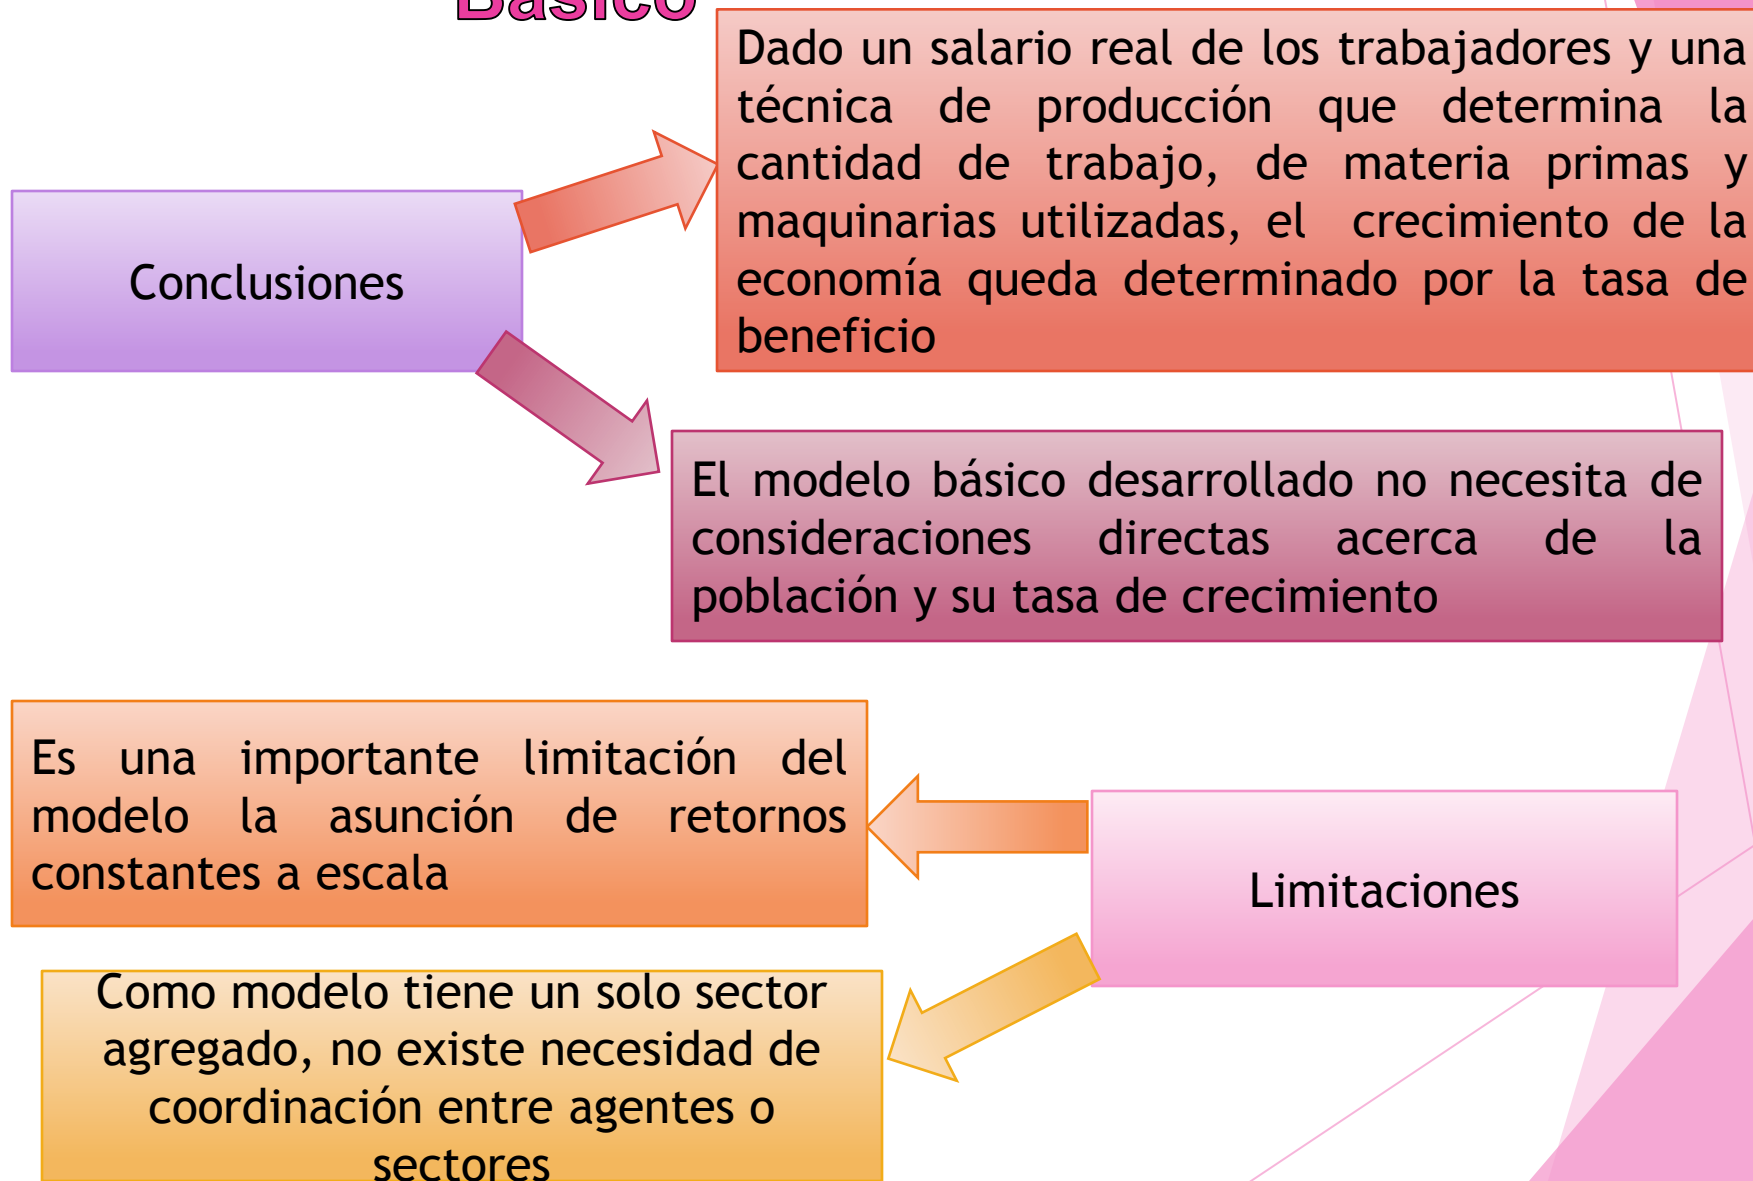 Básico
Dado un salario real de los trabajadores y una
técnica de producción que determina la
cantidad de trabajo, de materia primas y
maquinarias utilizadas, el crecimiento de la
economía queda determinado por la tasa de
beneficio
Conclusiones
El modelo básico desarrollado no necesita de
consideraciones directas acerca de la
población y su tasa de crecimiento
Es una importante limitación del
modelo la asunción de retornos
constantes a escala
Limitaciones
Como modelo tiene un solo sector
agregado, no existe necesidad de
coordinación entre agentes o
sectores